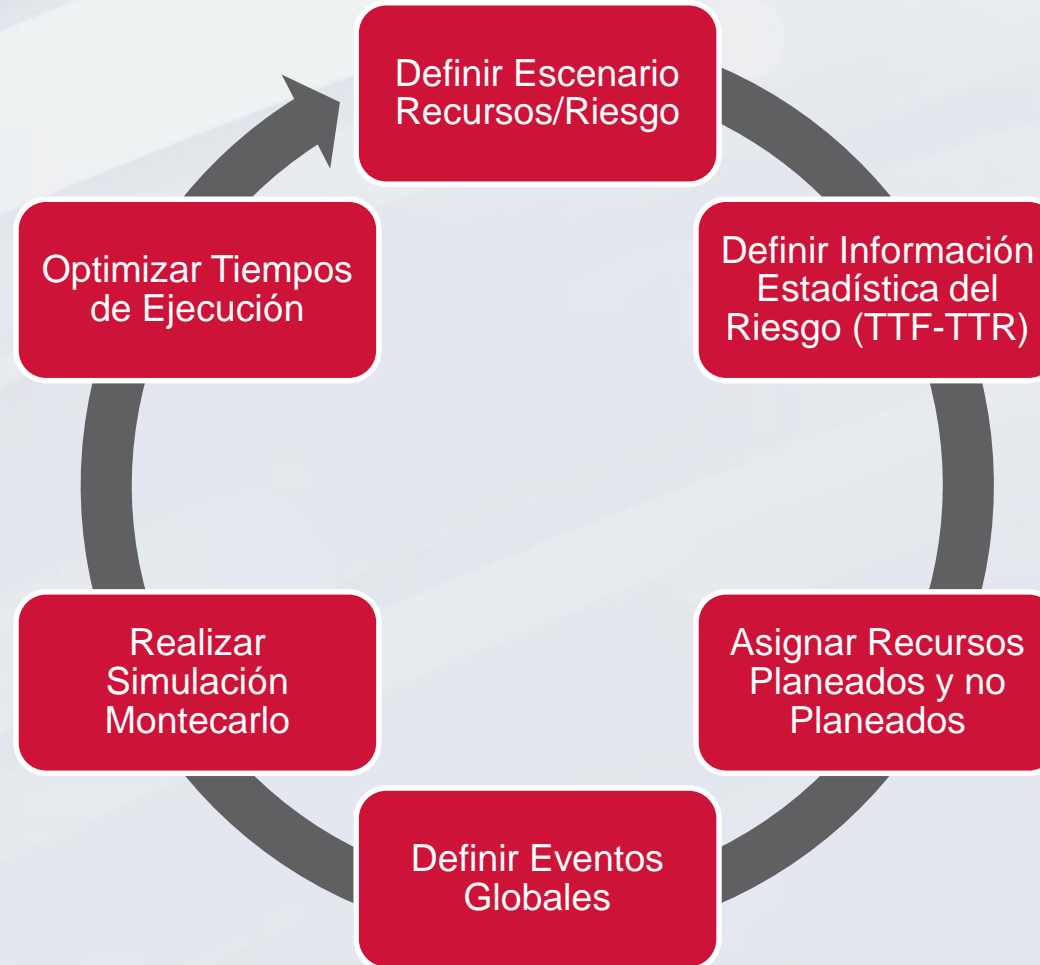 Definir Escenario
Recursos/Riesgo
Definir Información
Estadística del
Riesgo (TTF-TTR)
Asignar Recursos
Planeados y no
Planeados
Definir Eventos
Globales
Realizar
Simulación
Montecarlo
Optimizar Tiempos
de Ejecución